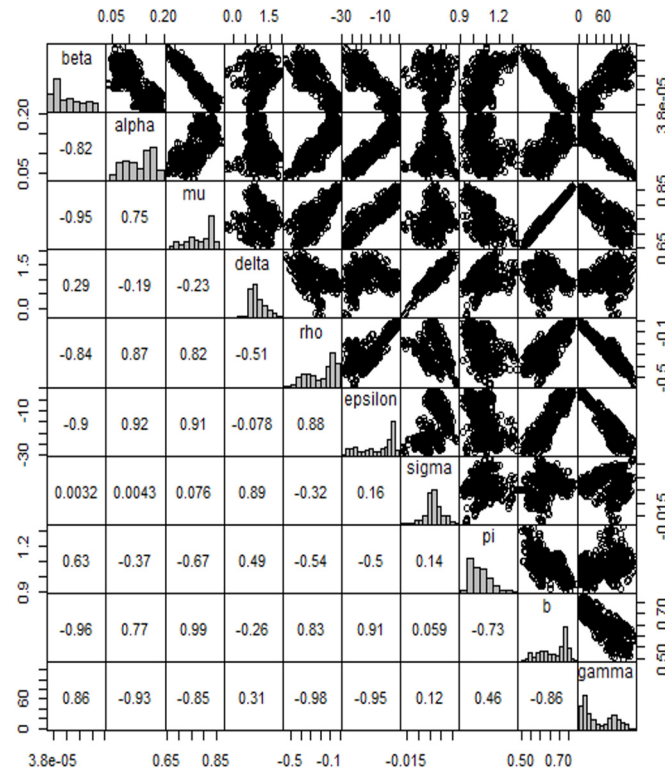 0.05 0.20 0.0 1.5 -30 -10 0.9 1.2 0 60
beta
3.8e-05
0.20
0.05
-0.82 alpha
-0.95 0.75 mu
0.85
0.65
1.5
0.0
0.29 -0.19 -0.23 delta
-0.84 0.87 0.82 -0.51 rho
-0.1
-0.5
-10
-30
-0.9 0.92 0.91 -0.078 0.88 epsilon
0.0032 0.0043 0.076 0.89 -0.32 0.16 sigma
-0.015
1.2
0.9
0.63 -0.37 -0.67 0.49 -0.54 -0.5 0.14 pi
-0.96 0.77 0.99 -0.26 0.83 0.91 0.059 -0.73 b
0.70
0.50
60
0
0.86 -0.93 -0.85 0.31 -0.98 -0.95 0.12 0.46 -0.86 gamma
3.8e-05 0.65 0.85 -0.5 -0.1 -0.015 0.50 0.70